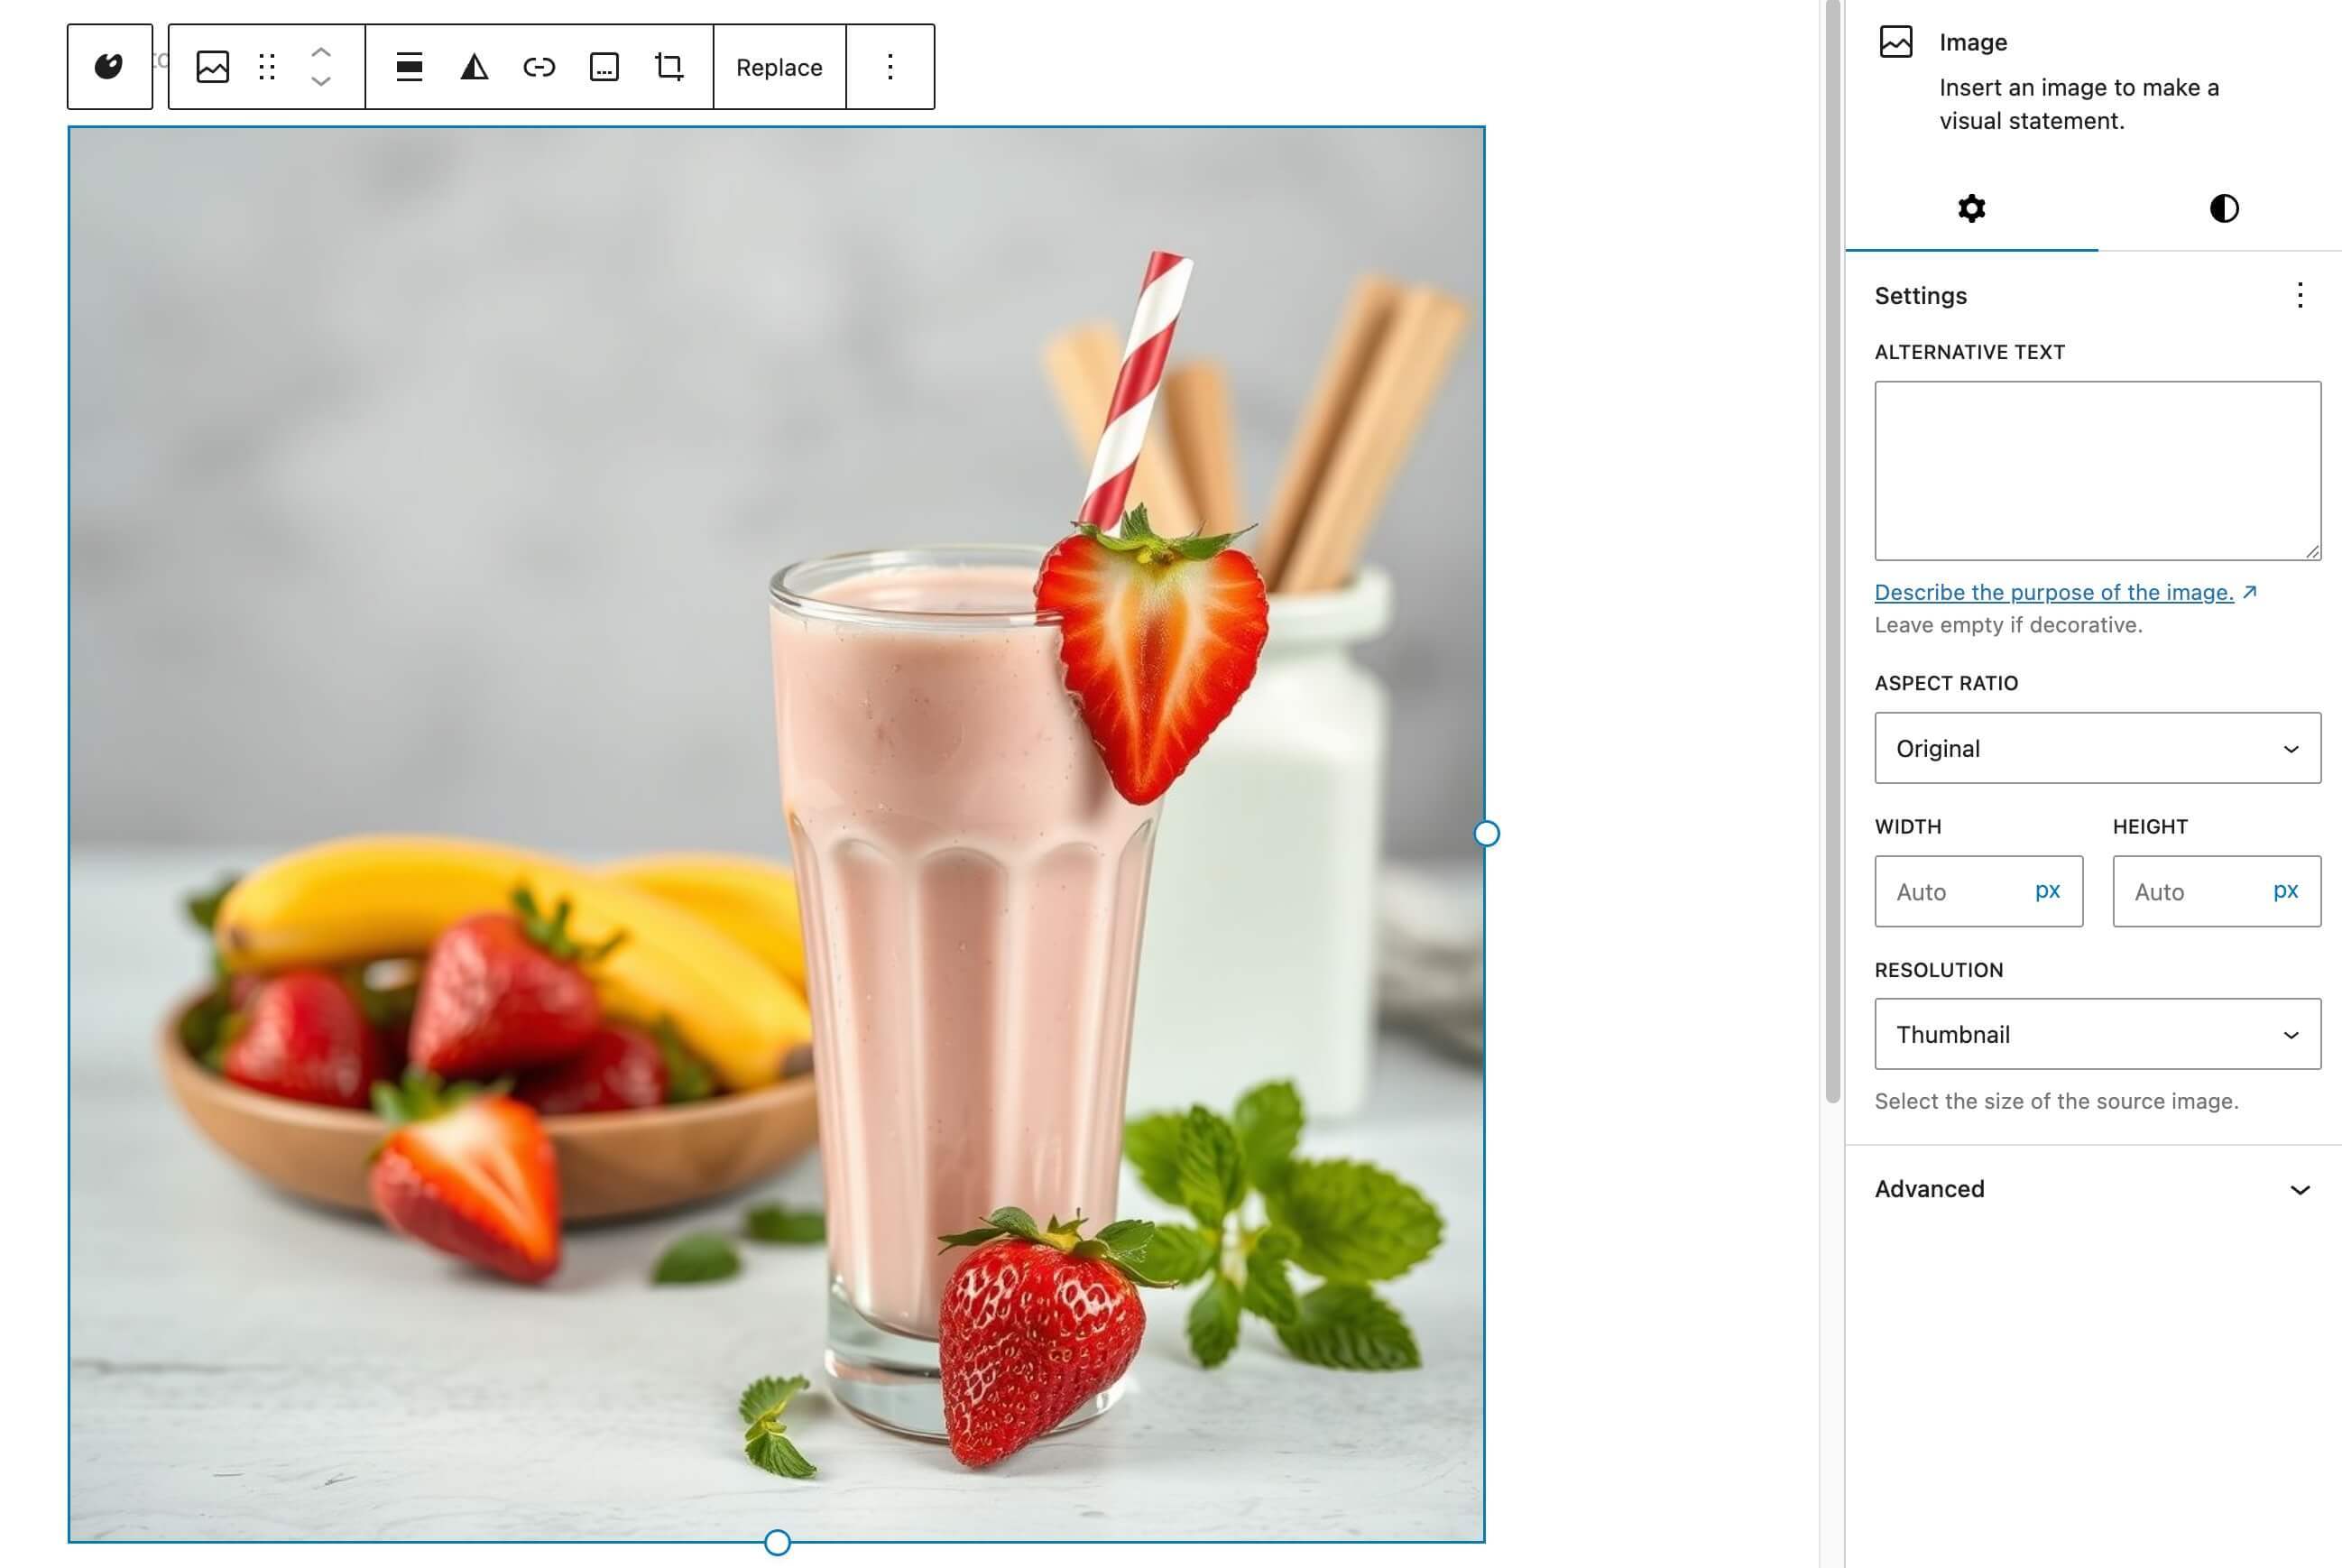 to
Replace
Image
Insert an image to make a
visual statement.
Settings
ALTERNATIVE TEXT
Describe the purpose of the image. ↗
Leave empty if decorative.
ASPECT RATIO
Original
WIDTH HEIGHT
Auto px Auto px
RESOLUTION
Thumbnail
Select the size of the source image.
Advanced